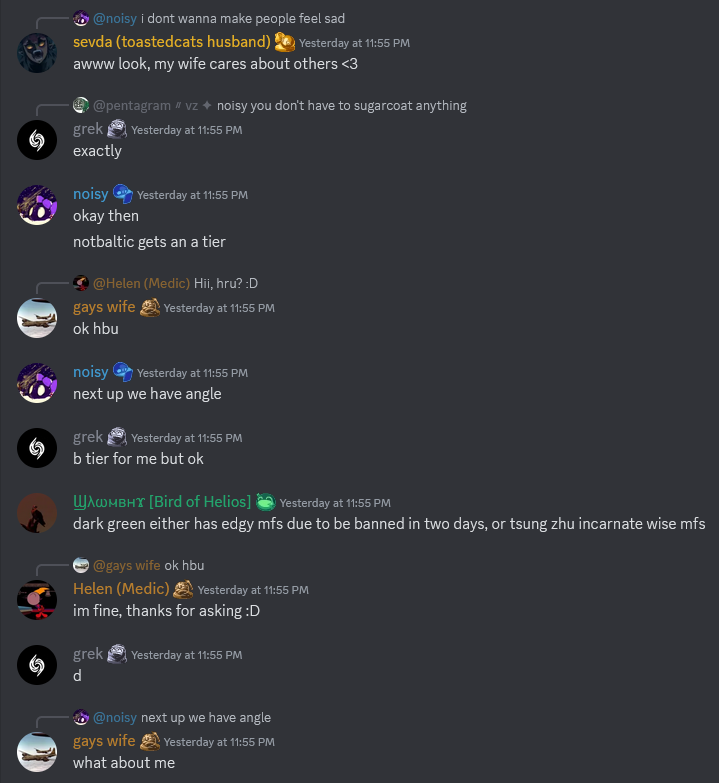 @noisy i dont wanna make people feel sad
sevda (toastedcats husband) Yesterday at 11:55 PM
awww look, my wife cares about others <3
@pentagram〃vz ✦ noisy you don't have to sugarcoat anything
grek Yesterday at 11:55 PM
exactly
noisy Yesterday at 11:55 PM
okay then
notbaltic gets an a tier
@Helen (Medic) Hii, hru? :D
gays wife Yesterday at 11:55 PM
ok hbu
noisy Yesterday at 11:55 PM
next up we have angle
grek Yesterday at 11:55 PM
b tier for me but ok
Ϣλωмвнϒ [Bird of Helios] Yesterday at 11:55 PM
dark green either has edgy mfs due to be banned in two days, or tsung zhu incarnate wise mfs
@gays wife ok hbu
Helen (Medic) Yesterday at 11:55 PM
im fine, thanks for asking :D
grek Yesterday at 11:55 PM
d
@noisy next up we have angle
gays wife Yesterday at 11:55 PM
what about me